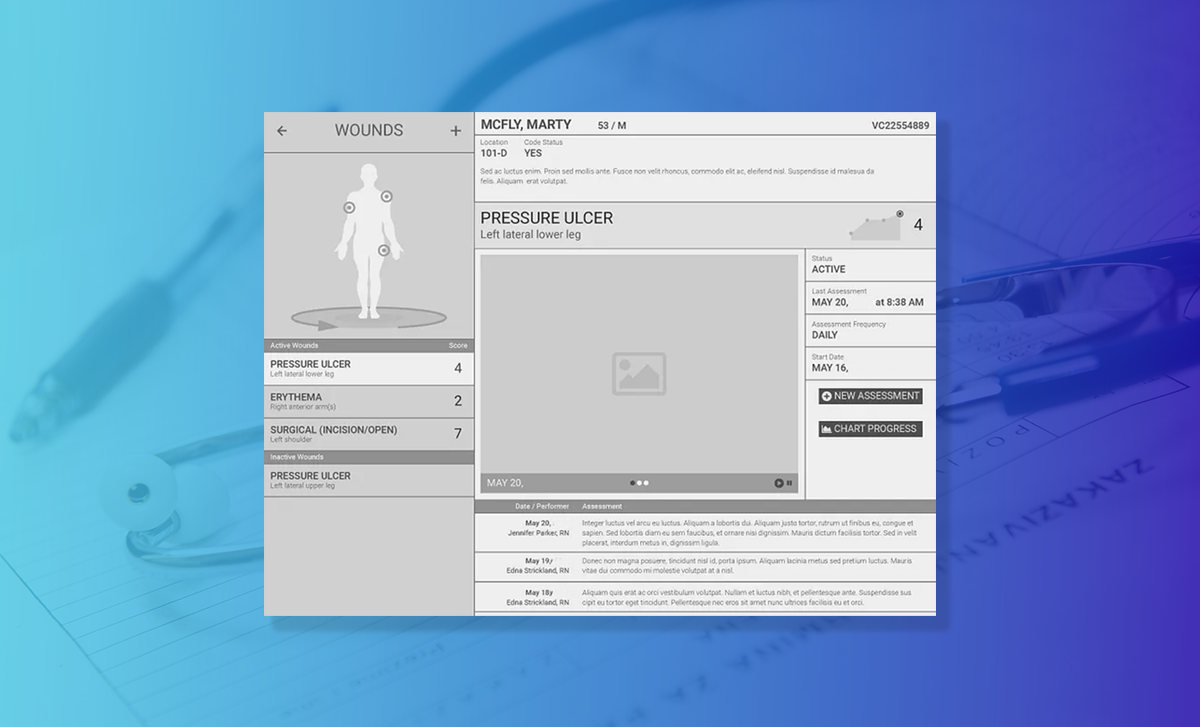 WOUNDS
Active Wounds Score
PRESSURE ULCER 4
Left lateral lower leg
ERYTHEMA 2
Right anterior arm(s)
SURGICAL (INCISION/OPEN) 7
Left shoulder
Inactive Wounds
PRESSURE ULCER
Left lateral upper leg
MCFLY, MARTY 53 / M VC22554889
Location Code Status
101-D YES
Sed ac luctus enim. Proin sed mollis ante. Fusce non velit rhoncus, commodo elit ac, eleifend nisl. Suspendisse id malesua da
felis. Aliquam erat volutpat.
PRESSURE ULCER 4
Left lateral lower leg
Status
ACTIVE
Last Assessment
MAY 20, at 8:38 AM
Assessment Frequency
DAILY
Start Date
MAY 16,
NEW ASSESSMENT
CHART PROGRESS
MAY 20,
Date / Performer Assessment
May 20,
Jennifer Parker, RN
Integer luctus vel arcu eu luctus. Aliquam a lobortis dui. Aliquam justo tortor, rutrum ut finibus eu, congue et
sapien. Sed lobortis diam eu sem faucibus, et ornare nisi dignissim. Mauris dictum facilisis tortor. Sed in velit
placerat, interdum metus in, dignissim ligula.
May 19/
Edna Strickland, RN
Donec non magna posuere, tincidunt nisl id, porta ipsum. Aliquam lacinia metus sed pretium luctus. Mauris
vitae dui commodo mi molestie volutpat at a nisl.
May 18y
Edna Strickland, RN
Aliquam quis erat ac orci vestibulum volutpat. Nullam et luctus nibh, et pellentesque ante. Suspendisse sus
cipit eu tortor eget tincidunt. Pellentesque nec eros sit amet nunc ultrices facilisis eu et orci.